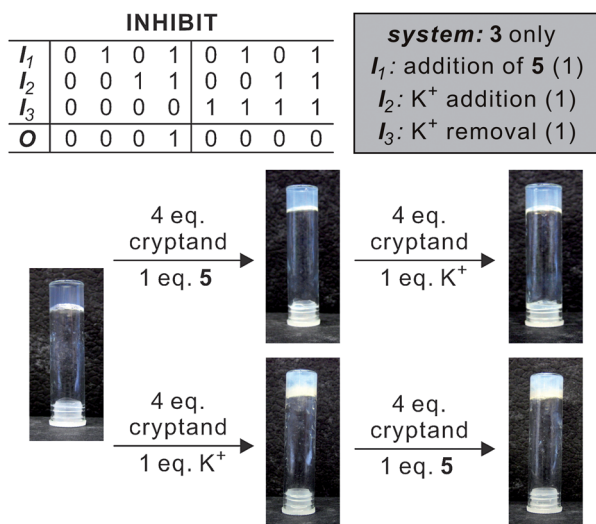 INHIBIT
I₁ 0 1 0 1 0 1 0 1
I₂ 0 0 1 1 0 0 1 1
I₃ 0 0 0 0 1 1 1 1
O 0 0 0 1 0 0 0 0
system: 3 only
I₁: addition of 5 (1)
I₂: K⁺ addition (1)
I₃: K⁺ removal (1)
4 eq.
cryptand
1 eq. 5
4 eq.
cryptand
1 eq. K⁺
4 eq.
cryptand
1 eq. K⁺
4 eq.
cryptand
1 eq. 5